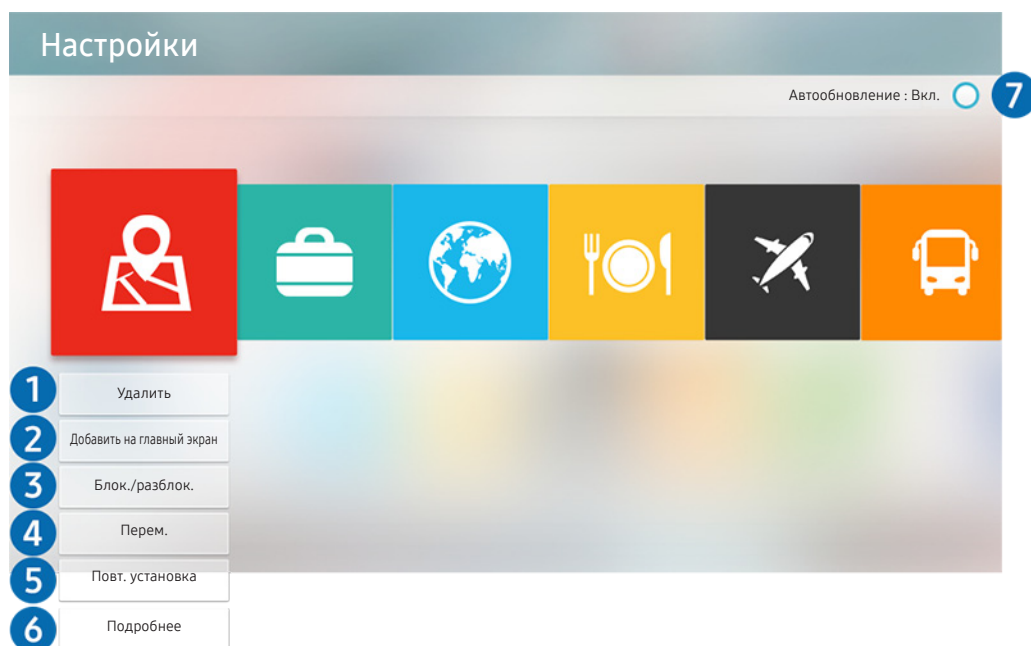 Настройки
Автообновление : Вкл. 7
1 Удалить
2 Добавить на главный экран
3 Блок./разблок.
4 Перем.
5 Повт. установка
6 Подробнее